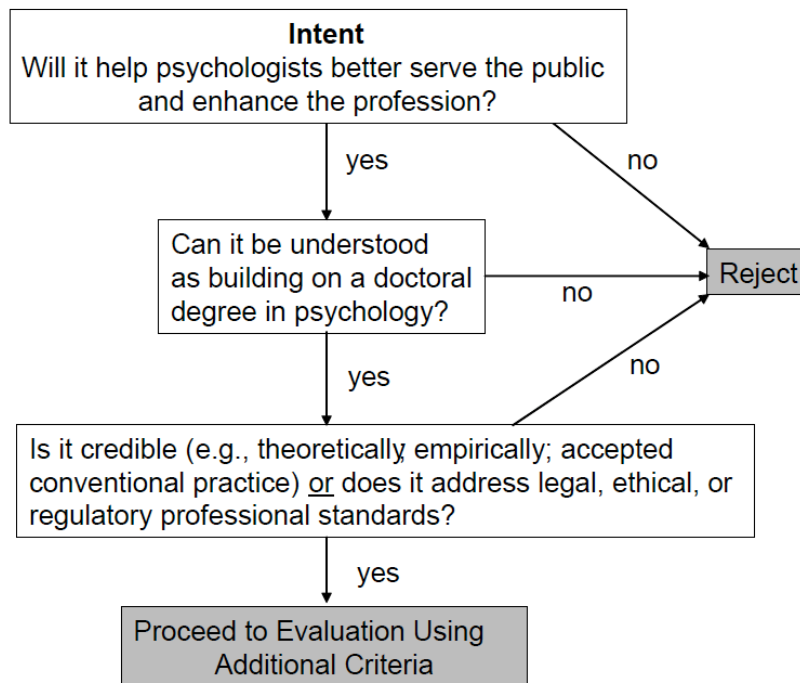 Intent
Will it help psychologists better serve the public
and enhance the profession?
yes
no
Can it be understood
as building on a doctoral
degree in psychology?
no
Reject
yes
no
Is it credible (e.g., theoretically, empirically; accepted
conventional practice) or does it address legal, ethical, or
regulatory professional standards?
yes
Proceed to Evaluation Using
Additional Criteria